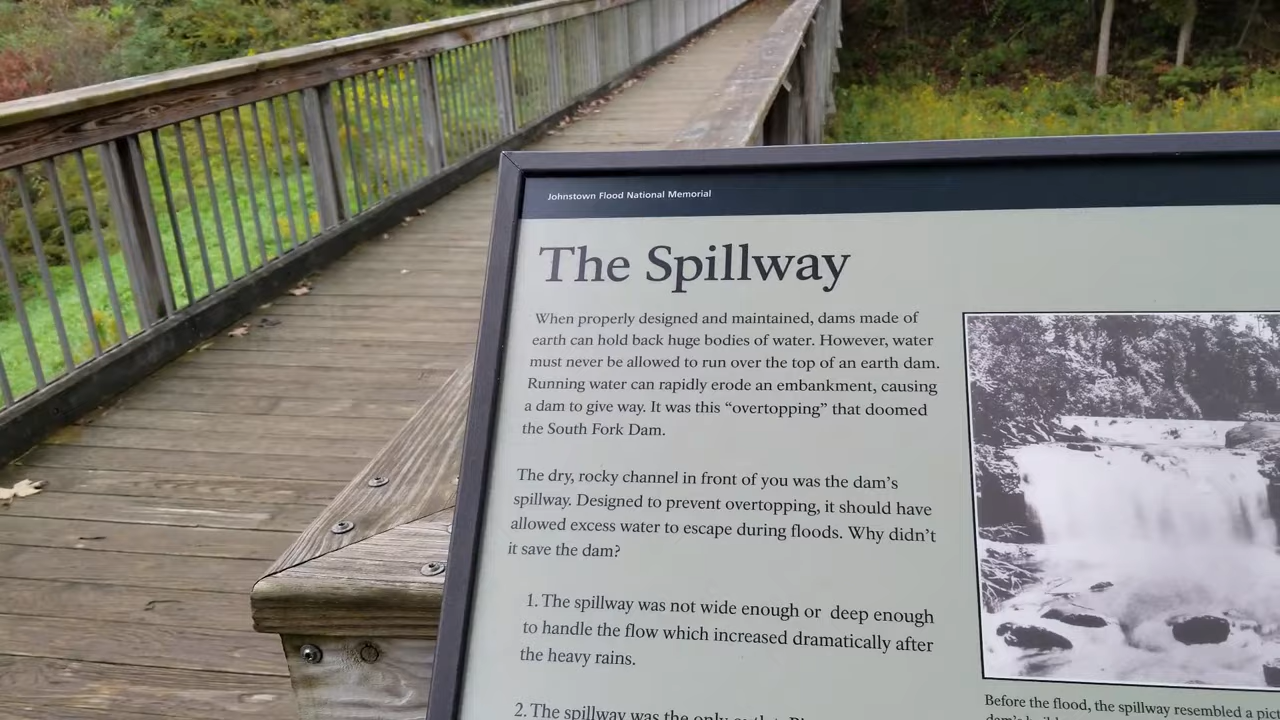 Johnstown Flood National Memorial
The Spillway
When properly designed and maintained, dams made of
earth can hold back huge bodies of water. However, water
must never be allowed to run over the top of an earth dam.
Running water can rapidly erode an embankment, causing
a dam to give way. It was this “overtopping” that doomed
the South Fork Dam.
The dry, rocky channel in front of you was the dam’s
spillway. Designed to prevent overtopping, it should have
allowed excess water to escape during floods. Why didn’t
it save the dam?
1. The spillway was not wide enough or deep enough
to handle the flow which increased dramatically after
the heavy rains.
2. The spillway was the only
Before the flood, the spillway resembled a
dam’s